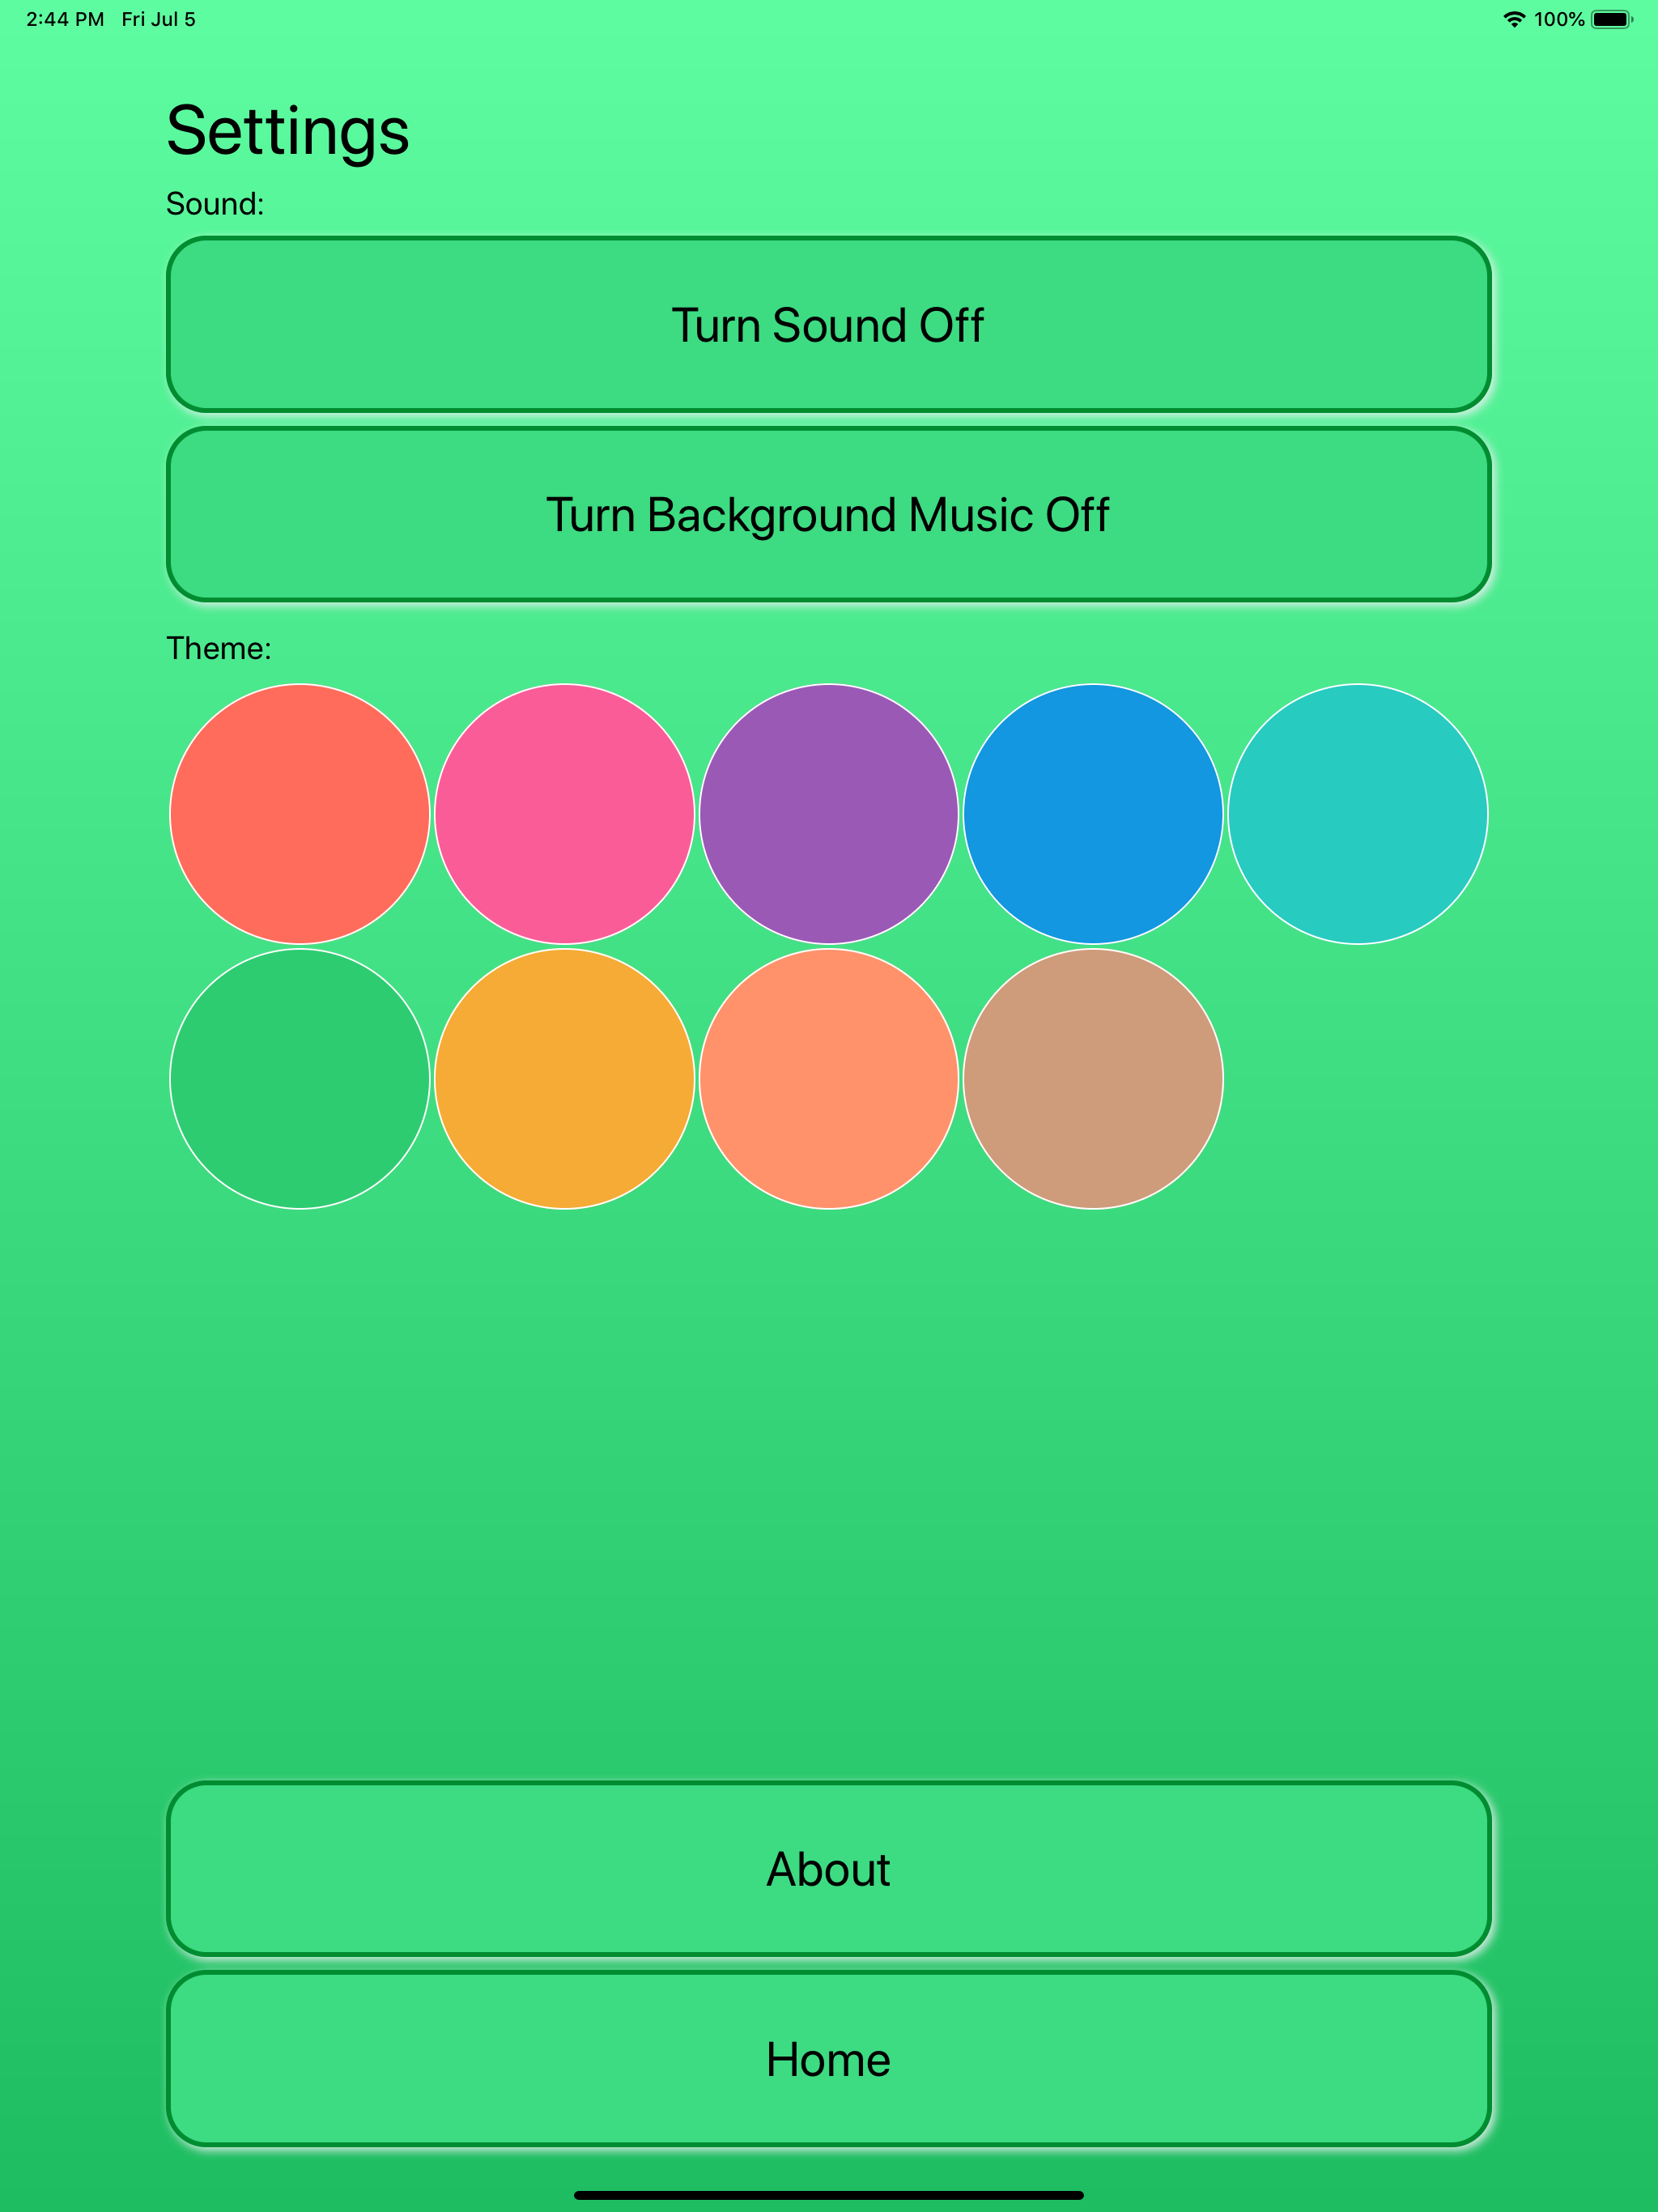 2:44 PM Fri Jul 5 100%
Settings
Sound:
Turn Sound Off
Turn Background Music Off
Theme:
About
Home